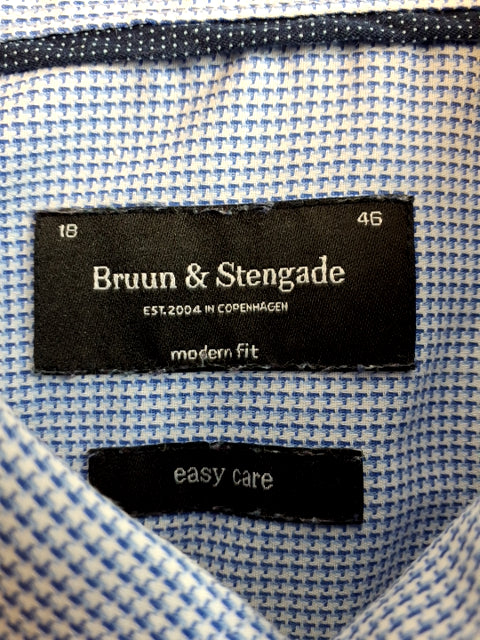 18 46
Bruun & Stengade
EST. 2004 IN COPENHAGEN
modern fit
easy care